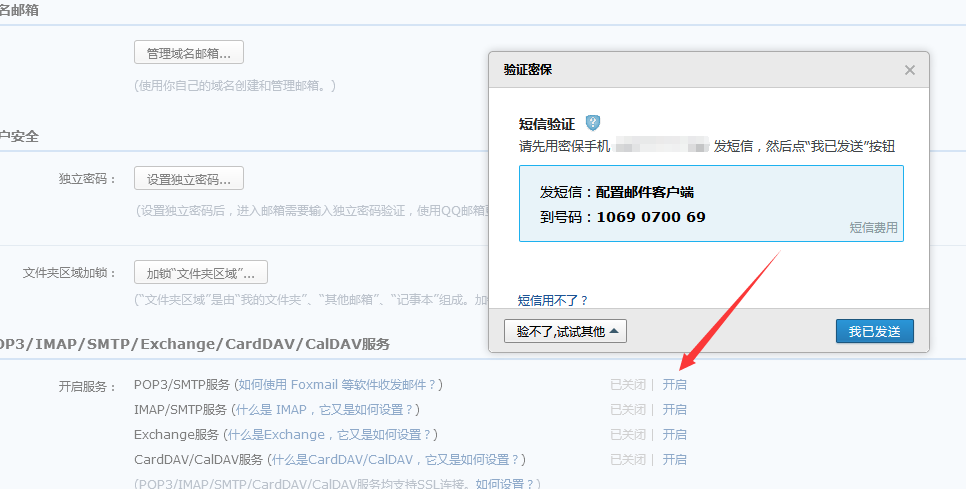 名邮箱
管理域名邮箱...
(使用你自己的域名创建和管理邮箱。)
户安全
独立密码：
设置独立密码...
(设置独立密码后，进入邮箱需要输入独立密码验证，使用QQ邮箱
文件夹区域加锁：
加锁“文件夹区域”...
(“文件夹区域”是由“我的文件夹”、“其他邮箱”、“记事本”组成。加
OP3/IMAP/SMTP/Exchange/CardDAV/CalDAV服务
开启服务：
POP3/SMTP服务 (如何使用 Foxmail 等软件收发邮件？)
已关闭 | 开启
IMAP/SMTP服务 (什么是 IMAP，它又是如何设置？)
已关闭 | 开启
Exchange服务 (什么是Exchange，它又是如何设置？)
已关闭 | 开启
CardDAV/CalDAV服务 (什么是CardDAV/CalDAV，它又是如何设置？)
已关闭 | 开启
(POP3/IMAP/SMTP/CardDAV/CalDAV服务均支持SSL连接。如何设置？)
验证密保
短信验证
请先用密保手机 发短信，然后点“我已发送”按钮
发短信：配置邮件客户端
到号码：1069 0700 69
短信费用
短信用不了？
验不了,试试其他
我已发送